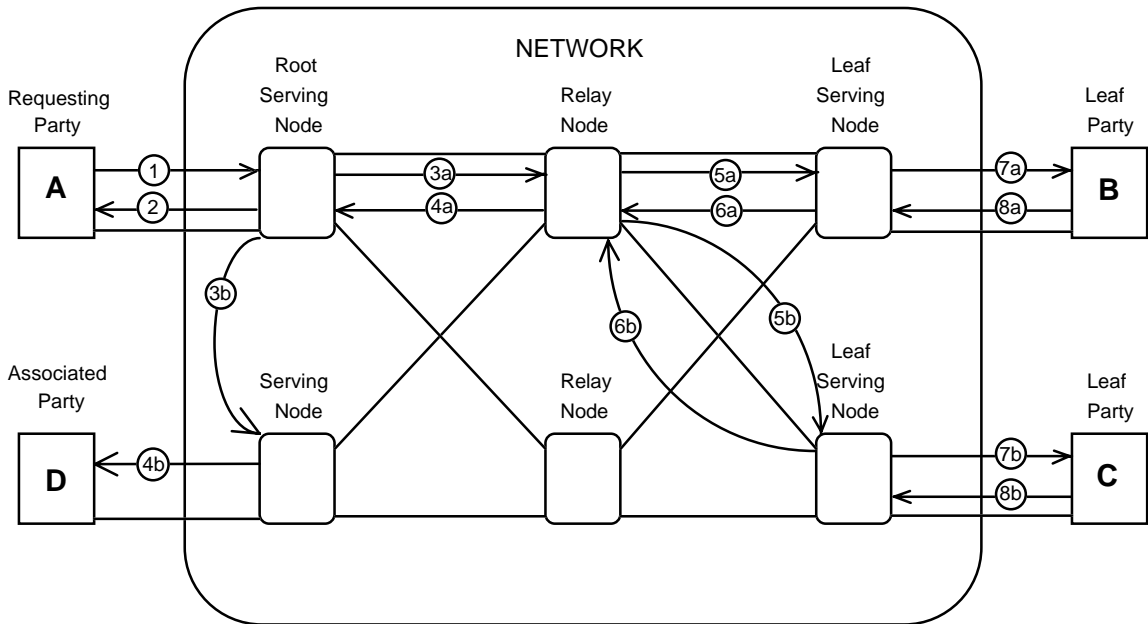 NETWORK
Requesting
Party
Root
Serving
Node
Relay
Node
Leaf
Serving
Node
Leaf
Party
A
1
2
3a
4a
5a
6a
7a
8a
B
3b
6b
5b
Associated
Party
Serving
Node
Relay
Node
Leaf
Serving
Node
Leaf
Party
D
4b
7b
8b
C